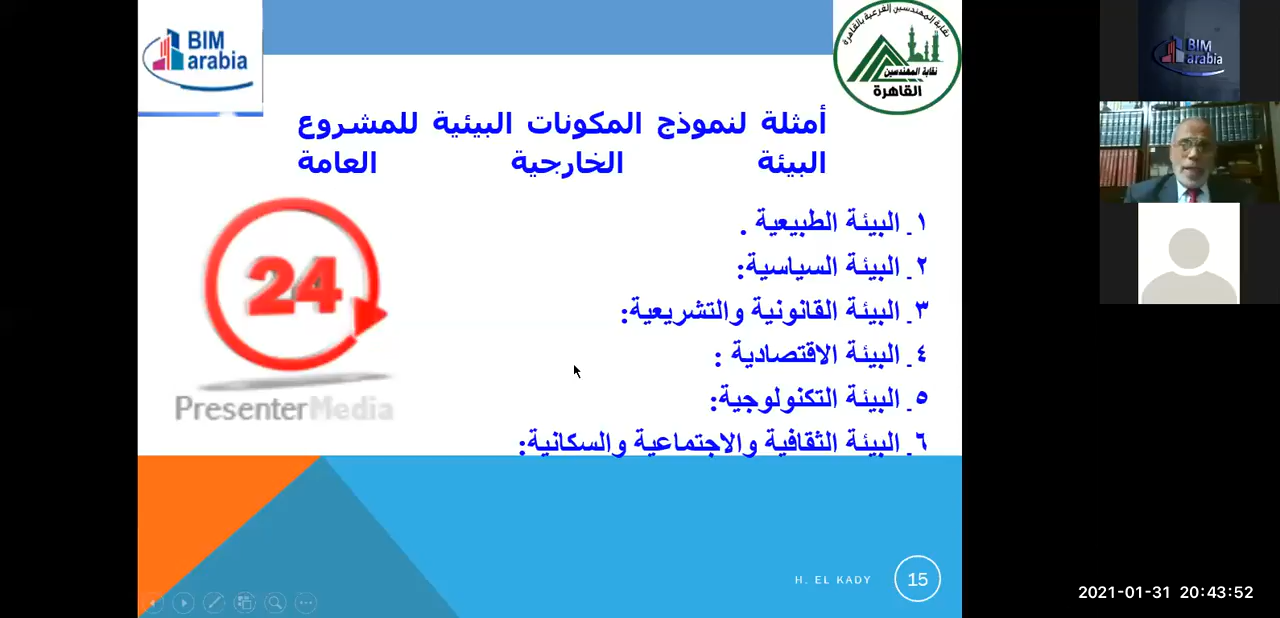 BIM
arabia
نقابة المهندسين الفرعية بالقاهرة
نقابة المهندسين
القاهرة
أمثلة لنموذج المكونات البيئية للمشروع
البيئة الخارجية العامة
١ـ البيئة الطبيعية .
٢ـ البيئة السياسية:
٣ـ البيئة القانونية والتشريعية:
٤ـ البيئة الاقتصادية :
٥ـ البيئة التكنولوجية:
٦ـ البيئة الثقافية والاجتماعية والسكانية:
24
PresenterMedia
H. EL KADY
15
BIM
arabia
2021-01-31 20:43:52